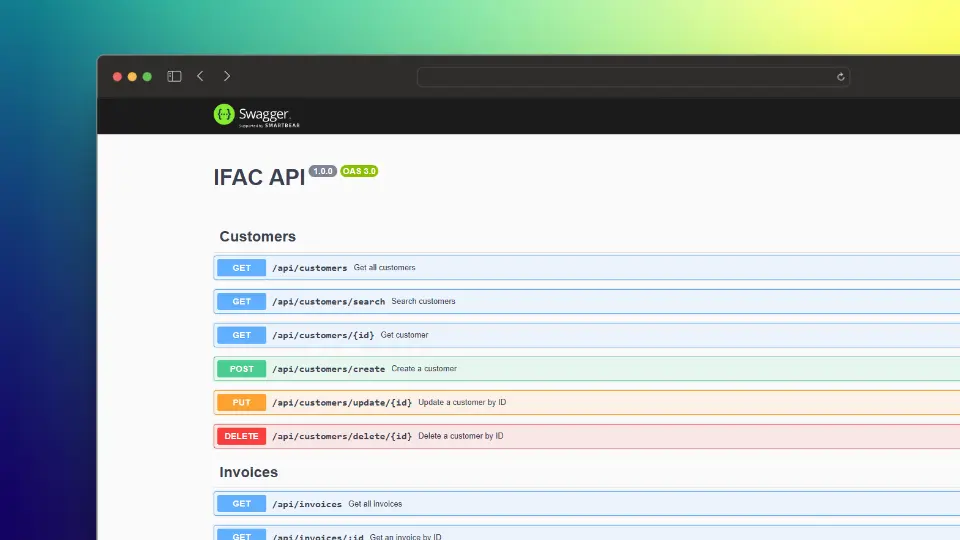 Swagger.
Supported by SMARTBEAR
IFAC API 1.0.0 OAS 3.0
Customers
GET /api/customers Get all customers
GET /api/customers/search Search customers
GET /api/customers/{id} Get customer
POST /api/customers/create Create a customer
PUT /api/customers/update/{id} Update a customer by ID
DELETE /api/customers/delete/{id} Delete a customer by ID
Invoices
GET /api/invoices Get all invoices
GET /api/invoices/:id Get an invoice by ID